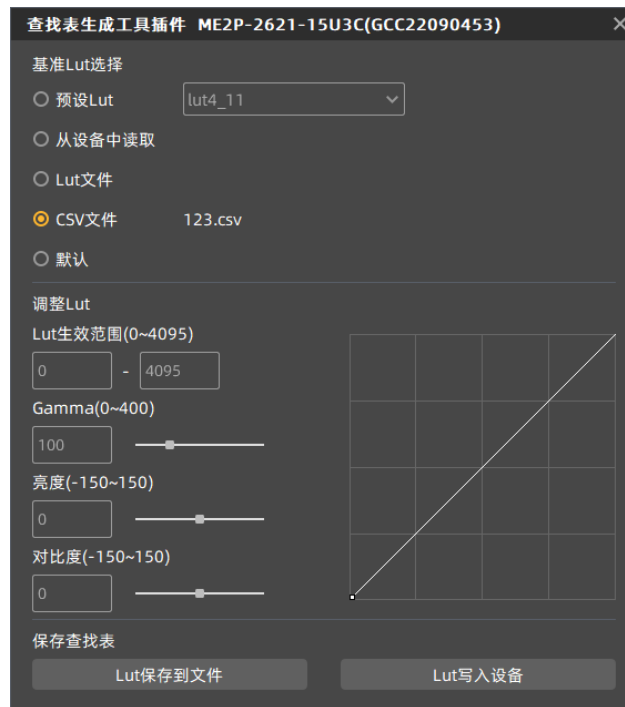 查找表生成工具插件 ME2P-2621-15U3C(GCC22090453)
基准Lut选择
预设Lut lut4_11
从设备中读取
Lut文件
CSV文件 123.csv
默认
调整Lut
Lut生效范围(0~4095)
0 - 4095
Gamma(0~400)
100
亮度(-150~150)
0
对比度(-150~150)
0
保存查找表
Lut保存到文件 Lut写入设备